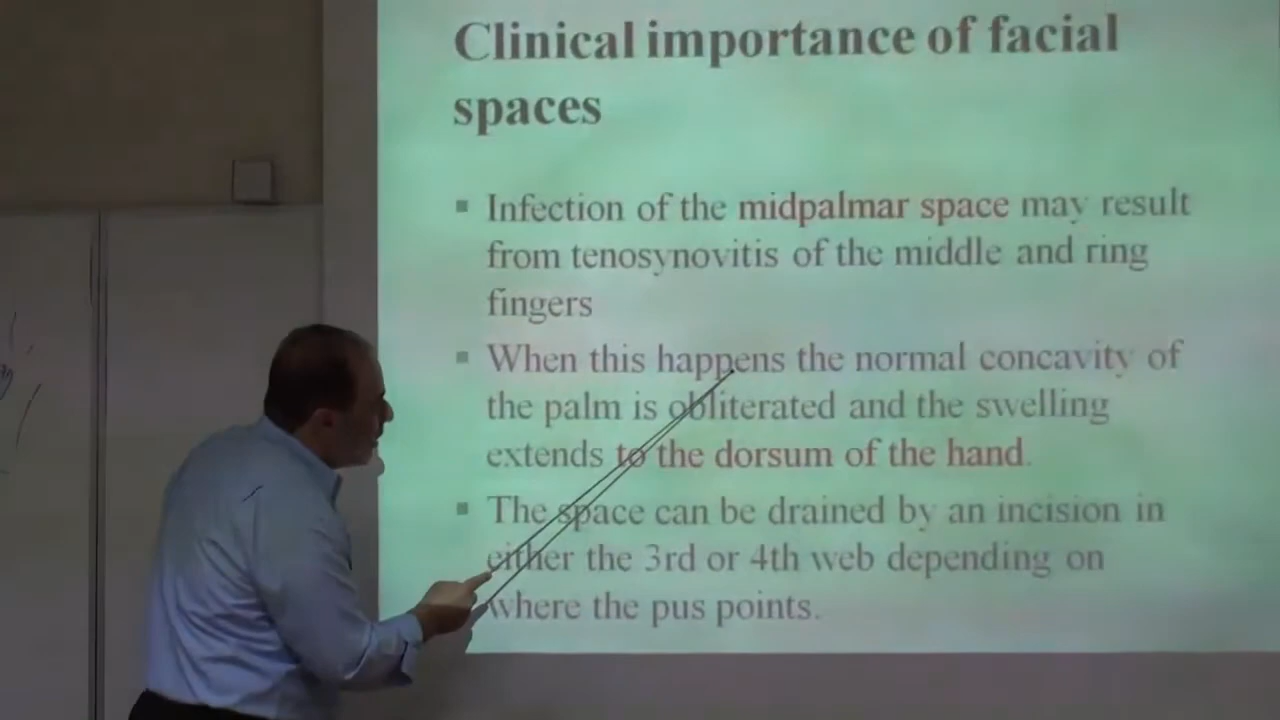 Clinical importance of facial
spaces
Infection of the midpalmar space may result
from tenosynovitis of the middle and ring
fingers
When this happens the normal concavity of
the palm is obliterated and the swelling
extends to the dorsum of the hand.
The space can be drained by an incision in
either the 3rd or 4th web depending on
where the pus points.